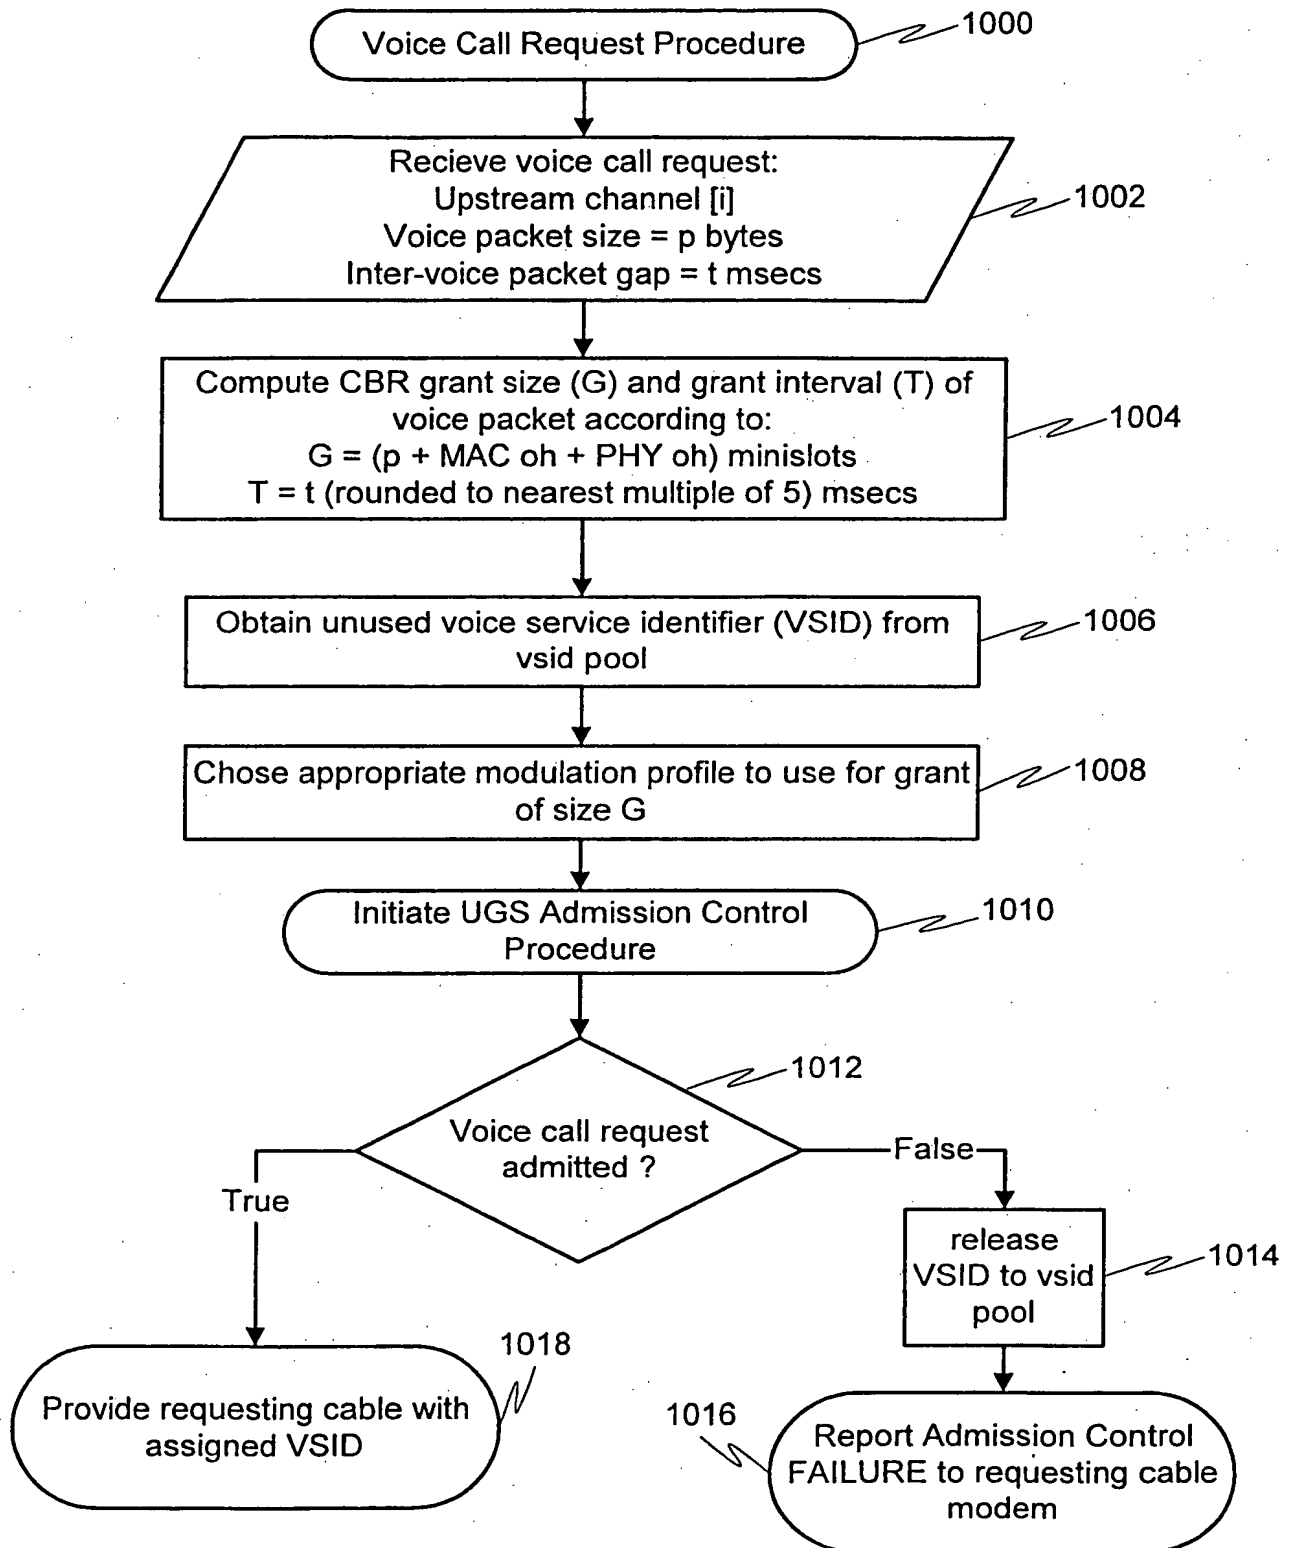 Voice Call Request Procedure
1000
Recieve voice call request:
Upstream channel [i]
Voice packet size = p bytes
Inter-voice packet gap = t msecs
1002
Compute CBR grant size (G) and grant interval (T) of
voice packet according to:
G = (p + MAC oh + PHY oh) minislots
T = t (rounded to nearest multiple of 5) msecs
1004
Obtain unused voice service identifier (VSID) from
vsid pool
1006
Chose appropriate modulation profile to use for grant
of size G
1008
Initiate UGS Admission Control
Procedure
1010
Voice call request
admitted ?
1012
True
False
release
VSID to vsid
pool
1014
Provide requesting cable with
assigned VSID
1018
Report Admission Control
FAILURE to requesting cable
modem
1016